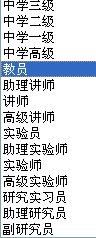 中学三级
中学二级
中学一级
中学高级
教员
助理讲师
讲师
高级讲师
实验员
助理实验师
实验师
高级实验师
研究实习员
助理研究员
副研究员